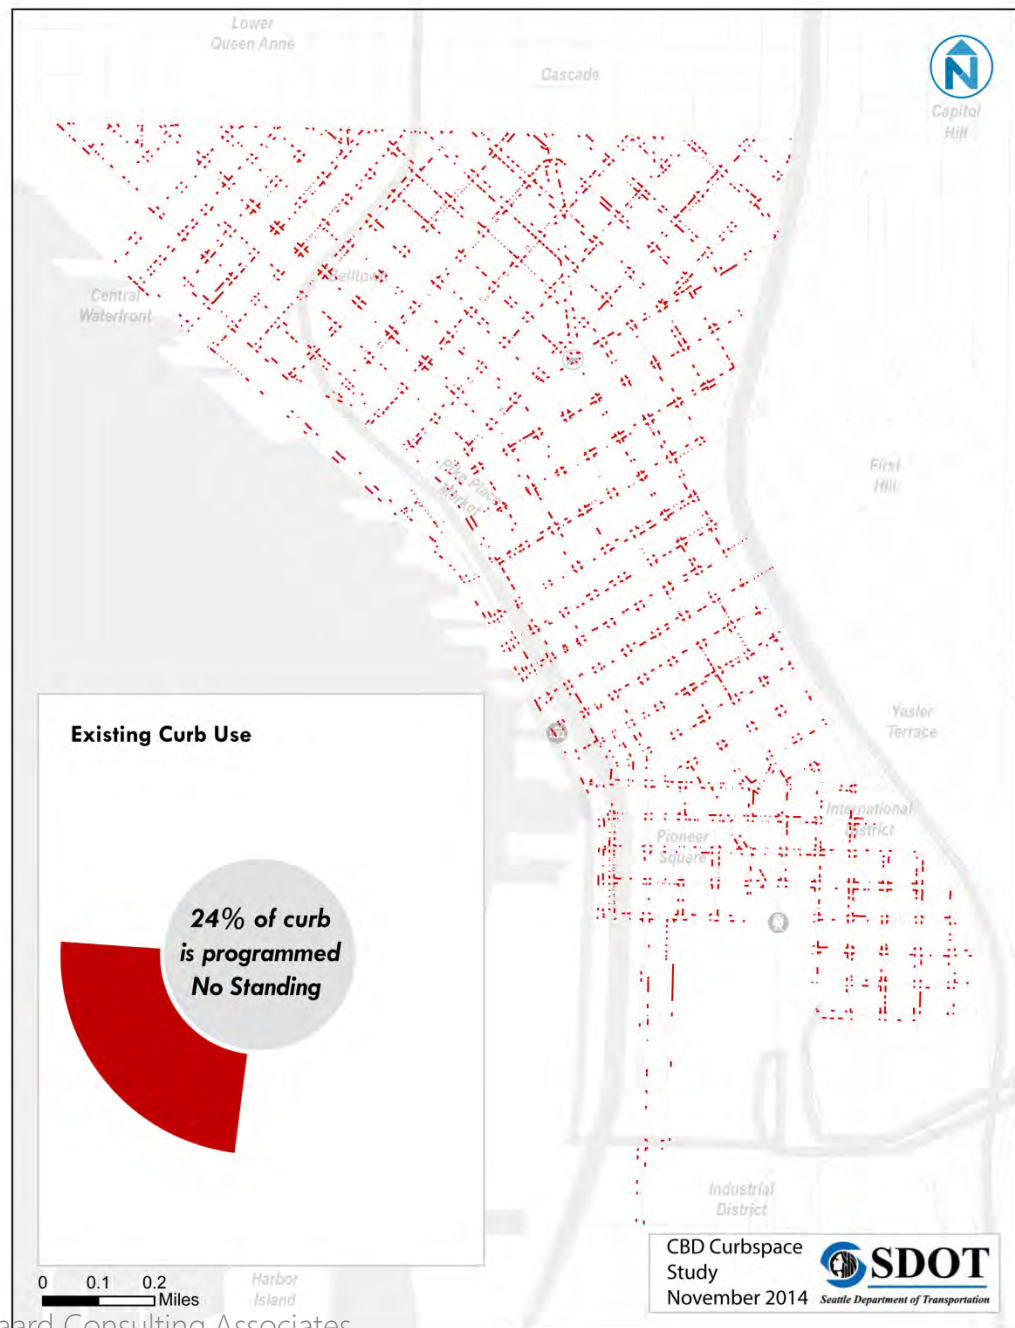 Lower
Queen Anne
Cascade
N
Capitol
Hill
Belltown
Central
Waterfront
Pike Place
Market
First
Hill
Yesler
Terrace
International
District
Pioneer
Square
Existing Curb Use
24% of curb
is programmed
No Standing
Industrial
District
Harbor
Island
0 0.1 0.2
Miles
CBD Curbspace
Study
November 2014
SDOT
Seattle Department of Transportation
Consulting Associates